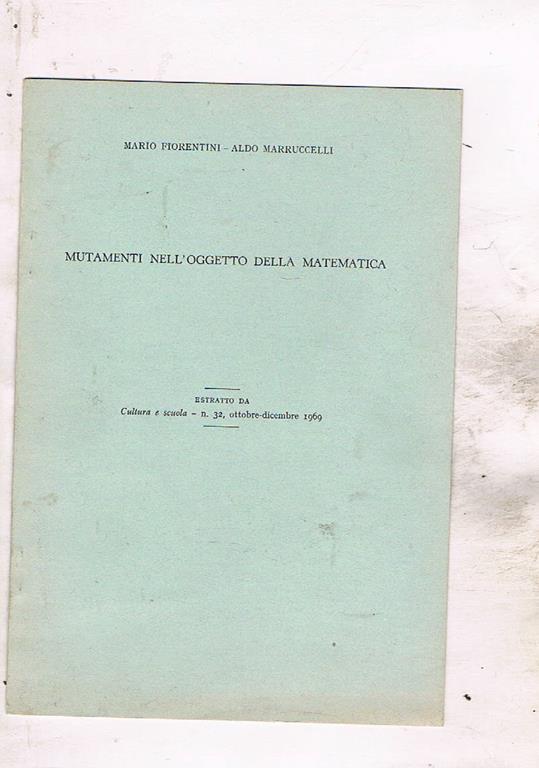 MARIO FIORENTINI – ALDO MARRUCCELLI
MUTAMENTI NELL'OGGETTO DELLA MATEMATICA
ESTRATTO DA
Cultura e scuola – n. 32, ottobre-dicembre 1969